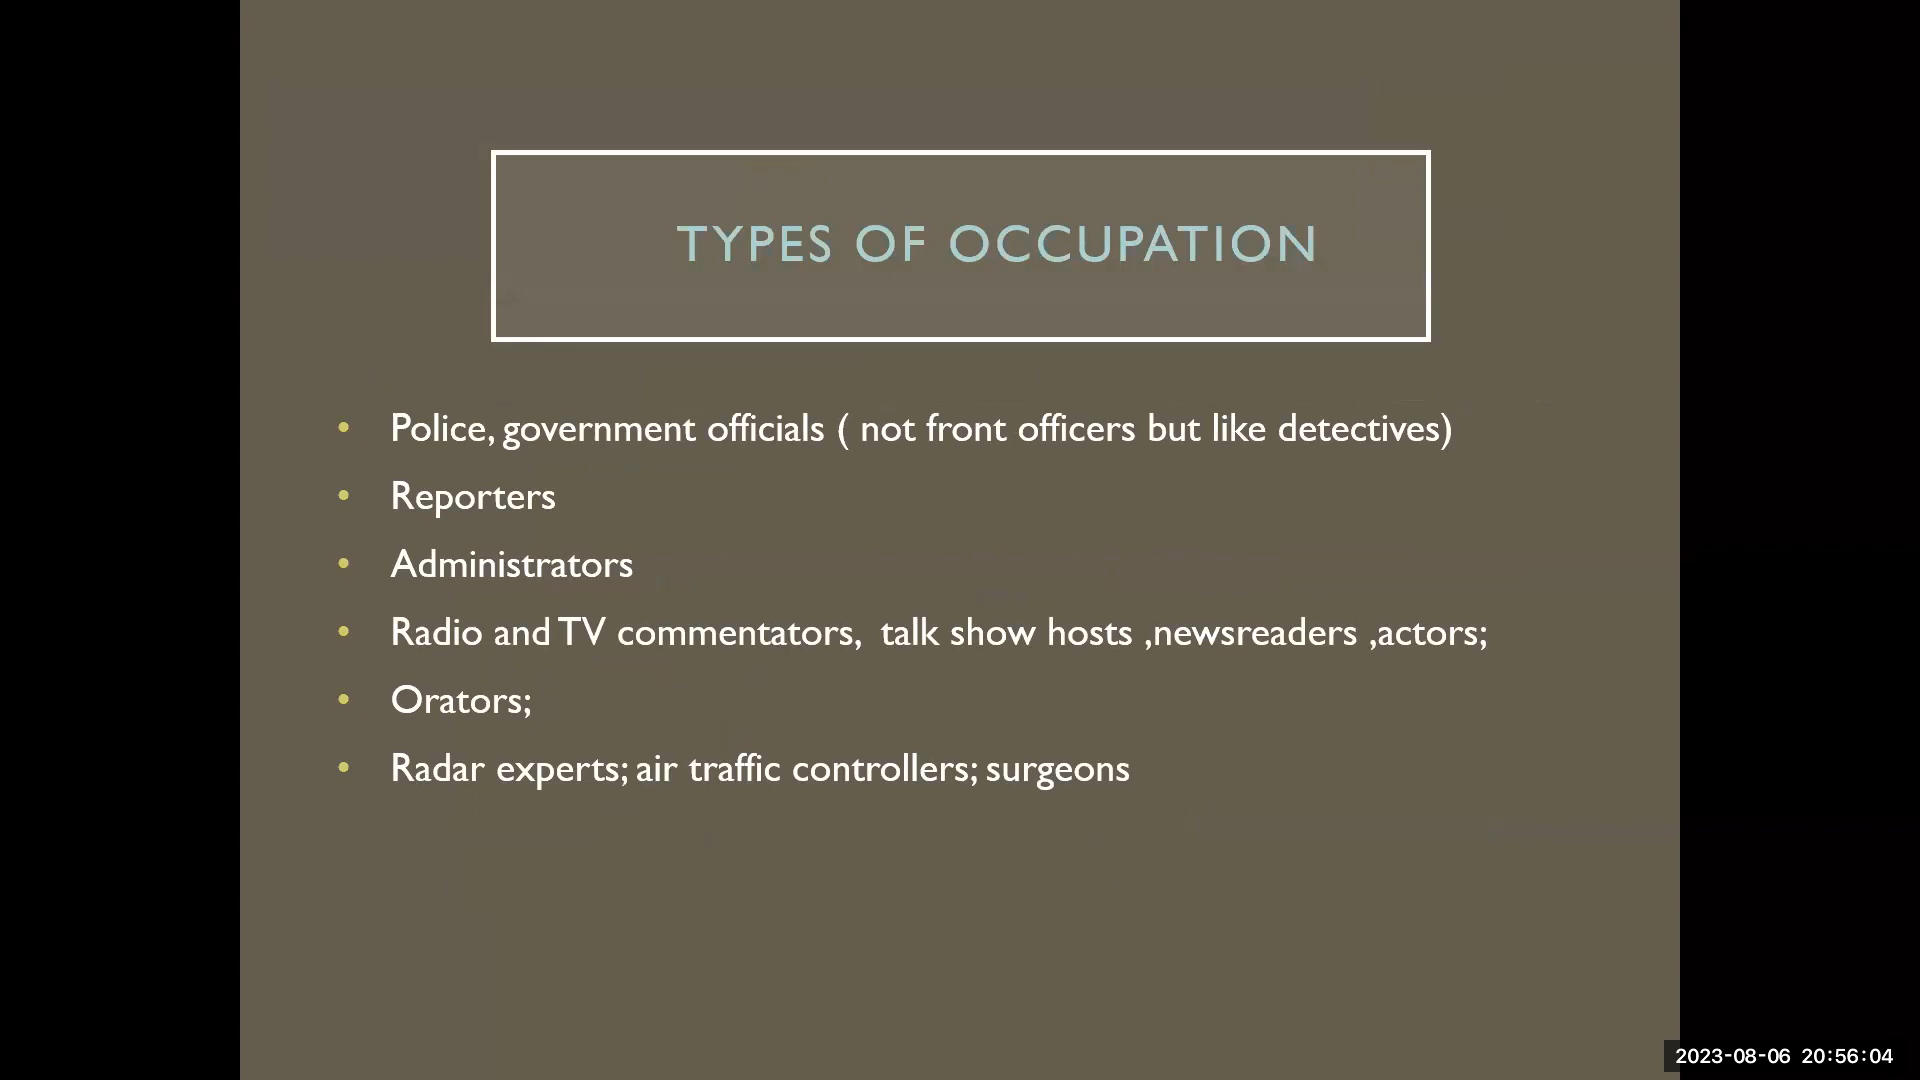 TYPES OF OCCUPATION
• Police, government officials ( not front officers but like detectives)
• Reporters
• Administrators
• Radio and TV commentators,  talk show hosts ,newsreaders ,actors;
• Orators;
• Radar experts; air traffic controllers; surgeons
2023-08-06 20:56:04